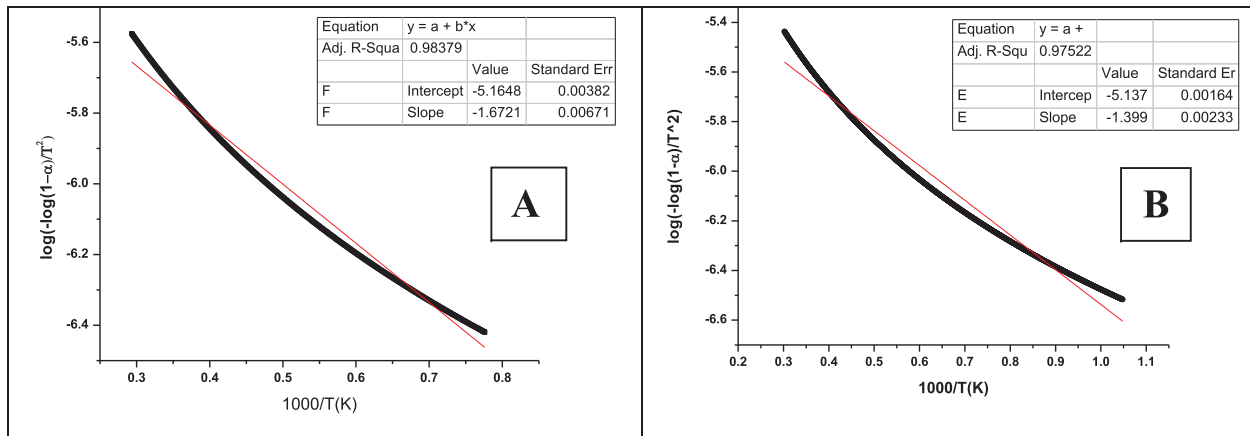 Equation y = a + b*x
Adj. R-Squa 0.98379
Value Standard Err
F Intercept -5.1648 0.00382
F Slope -1.6721 0.00671
-5.6
-5.8
-6.0
-6.2
-6.4
log(-log(1−α)/T²)
A
0.3 0.4 0.5 0.6 0.7 0.8
1000/T(K)
Equation y = a +
Adj. R-Squ 0.97522
Value Standard Er
E Intercep -5.137 0.00164
E Slope -1.399 0.00233
-5.4
-5.6
-5.8
-6.0
-6.2
-6.4
-6.6
log(-log(1-α)/T^2)
B
0.2 0.3 0.4 0.5 0.6 0.7 0.8 0.9 1.0 1.1
1000/T(K)